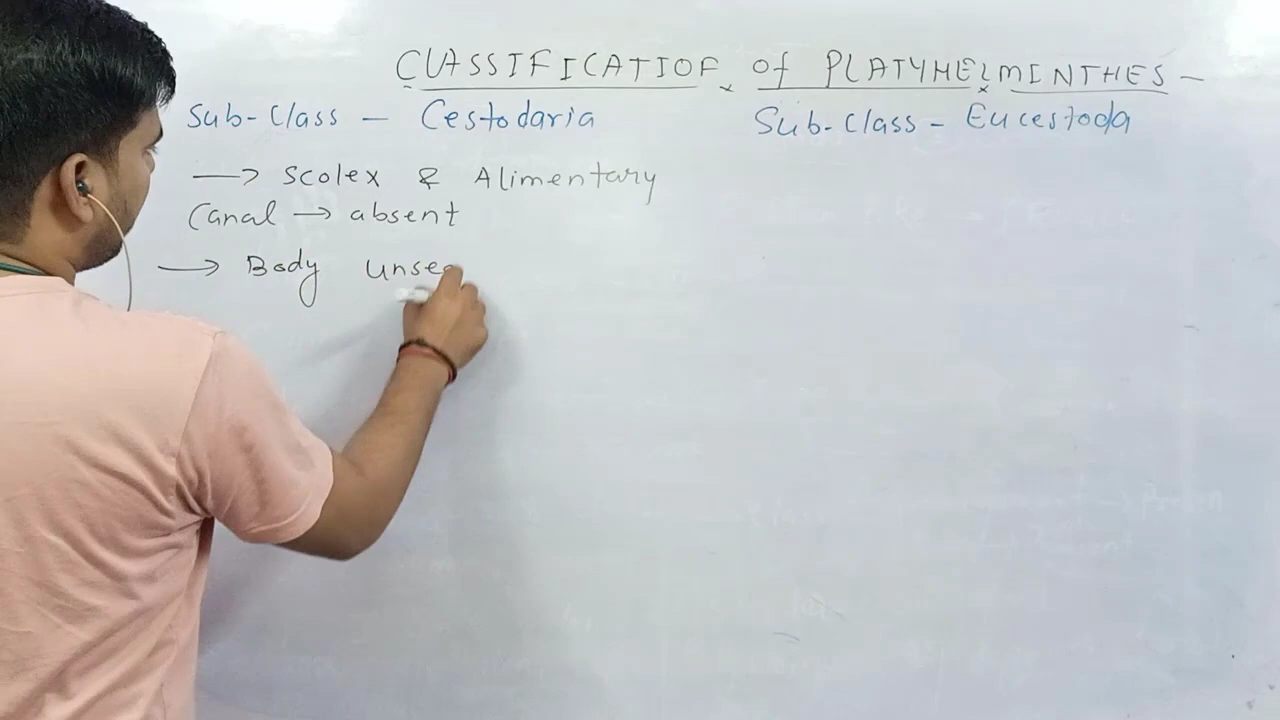 CLASSIFICATIOF of PLATYHELMINTHES -
Sub-Class - Cestodaria
Sub-Class - Eucestoda
→ Scolex & Alimentary
Canal → absent
→ Body Unse